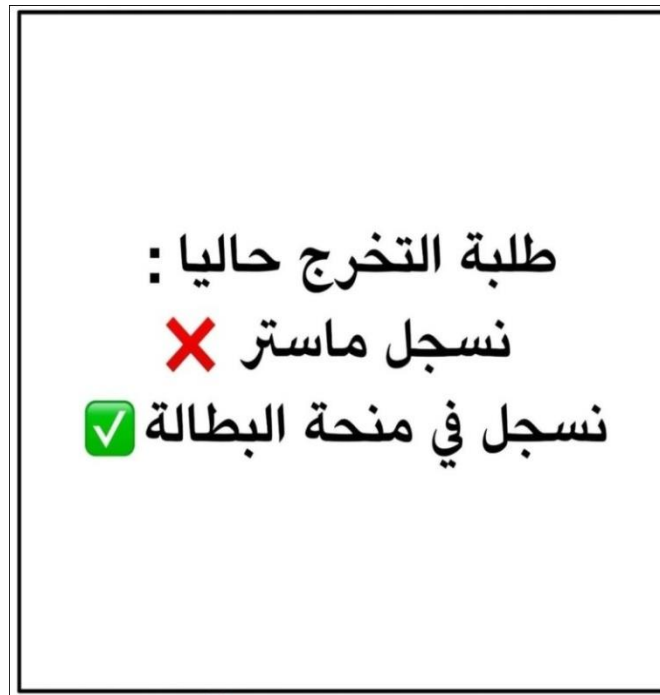 طلبة التخرج حاليا :
نسجل ماستر ❌
نسجل في منحة البطالة ✅